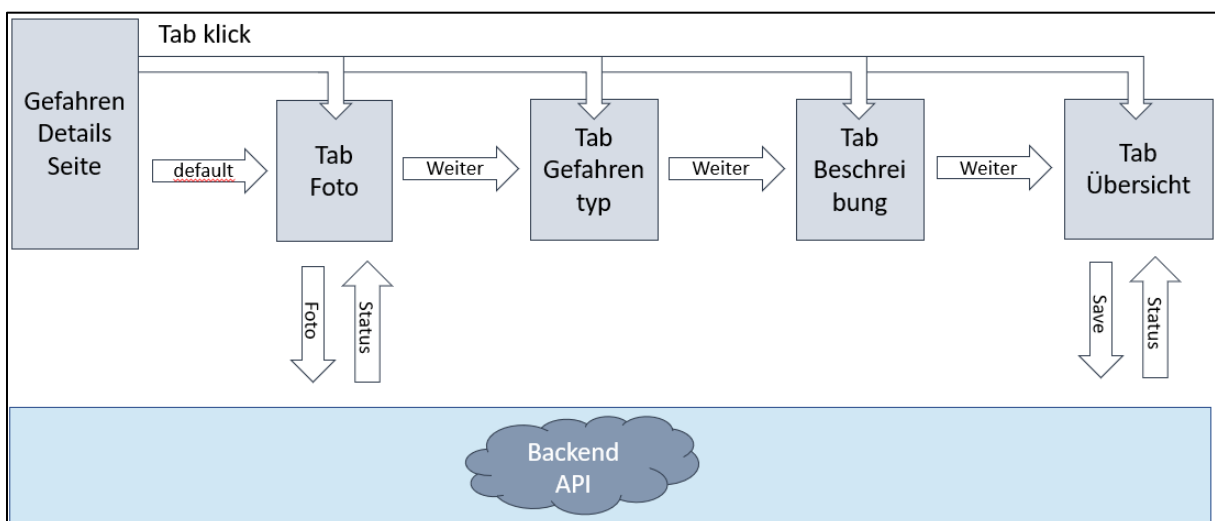 Tab klick
Gefahren
Details
Seite
default
Tab
Foto
Weiter
Tab
Gefahren
typ
Weiter
Tab
Beschrei
bung
Weiter
Tab
Übersicht
Foto
Status
Save
Status
Backend
API